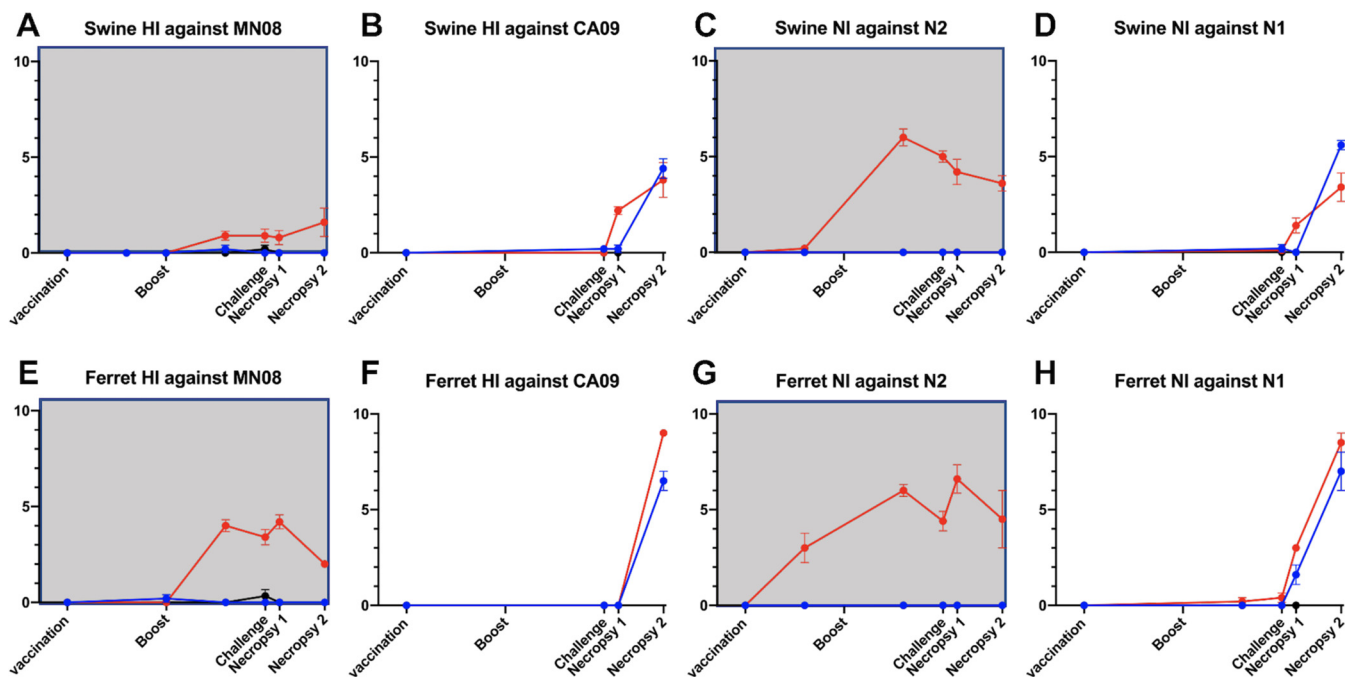 A Swine HI against MN08
10
5
0
vaccination
Boost
Challenge
Necropsy 1
Necropsy 2
B Swine HI against CA09
10
5
0
vaccination
Boost
Challenge
Necropsy 1
Necropsy 2
C Swine NI against N2
10
5
0
vaccination
Boost
Challenge
Necropsy 1
Necropsy 2
D Swine NI against N1
10
5
0
vaccination
Boost
Challenge
Necropsy 1
Necropsy 2
E Ferret HI against MN08
10
5
0
vaccination
Boost
Challenge
Necropsy 1
Necropsy 2
F Ferret HI against CA09
10
5
0
vaccination
Boost
Challenge
Necropsy 1
Necropsy 2
G Ferret NI against N2
10
5
0
vaccination
Boost
Challenge
Necropsy 1
Necropsy 2
H Ferret NI against N1
10
5
0
vaccination
Boost
Challenge
Necropsy 1
Necropsy 2